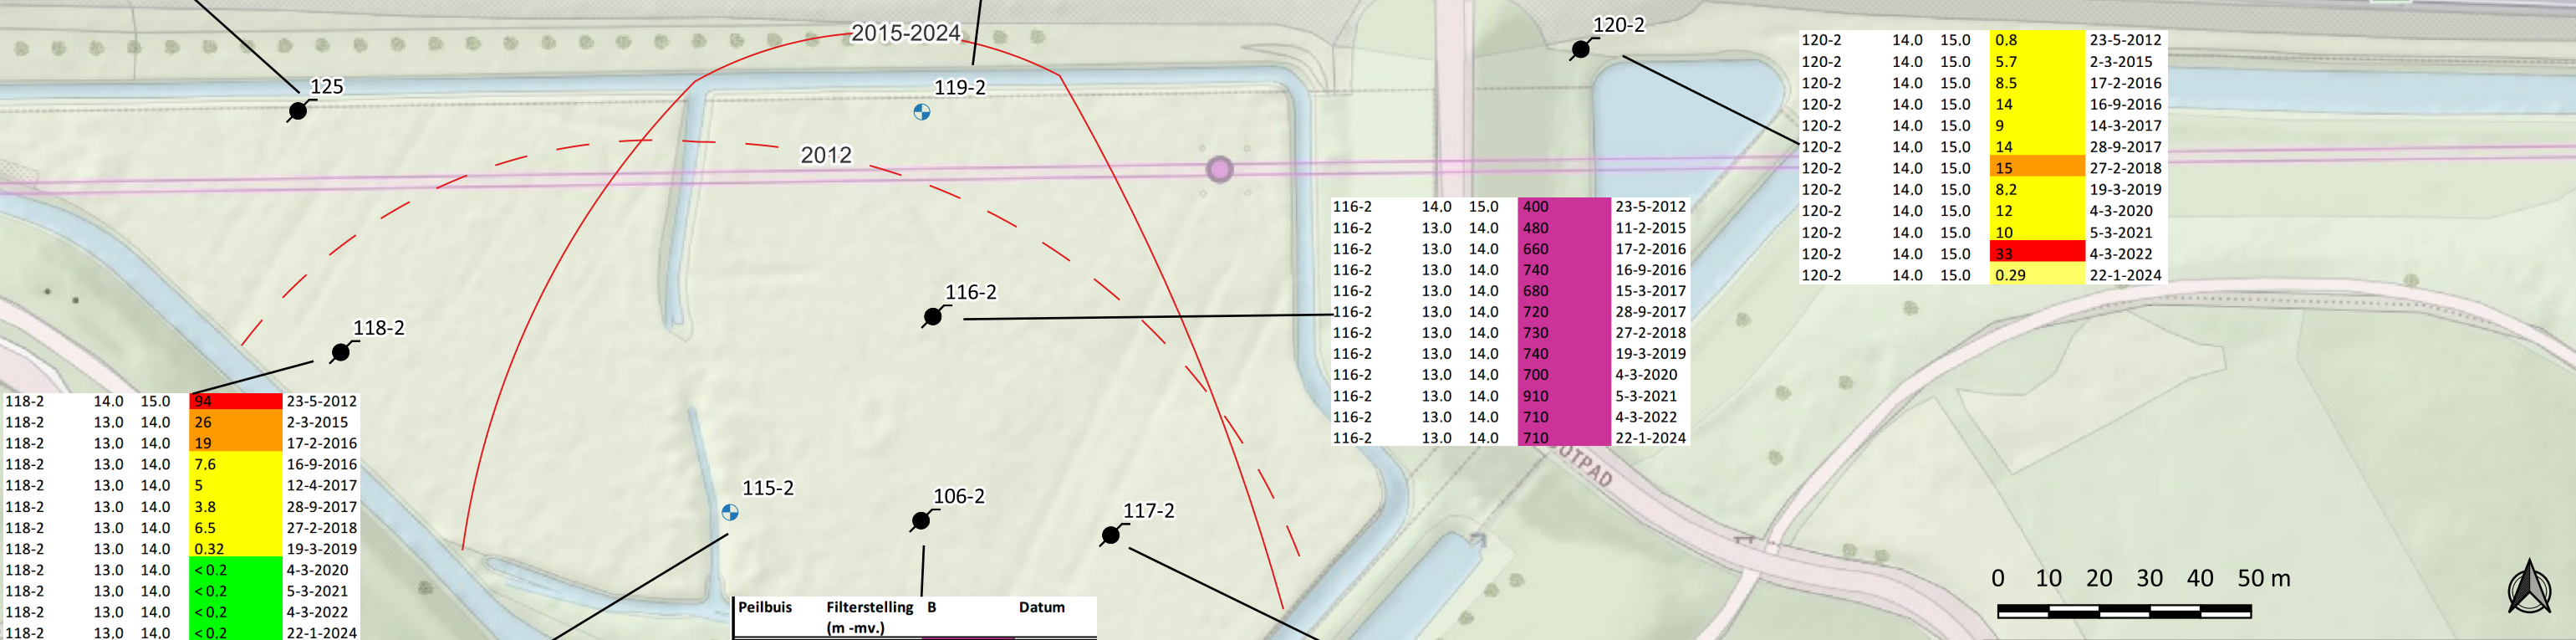 2015-2024
120-2
125
119-2
2012
116-2
118-2
115-2
106-2
117-2
120-2 14.0 15.0 0.8 23-5-2012
120-2 14.0 15.0 5.7 2-3-2015
120-2 14.0 15.0 8.5 17-2-2016
120-2 14.0 15.0 14 16-9-2016
120-2 14.0 15.0 9 14-3-2017
120-2 14.0 15.0 14 28-9-2017
120-2 14.0 15.0 15 27-2-2018
120-2 14.0 15.0 8.2 19-3-2019
120-2 14.0 15.0 12 4-3-2020
120-2 14.0 15.0 10 5-3-2021
120-2 14.0 15.0 33 4-3-2022
120-2 14.0 15.0 0.29 22-1-2024
116-2 14.0 15.0 400 23-5-2012
116-2 13.0 14.0 480 11-2-2015
116-2 13.0 14.0 660 17-2-2016
116-2 13.0 14.0 740 16-9-2016
116-2 13.0 14.0 680 15-3-2017
116-2 13.0 14.0 720 28-9-2017
116-2 13.0 14.0 730 27-2-2018
116-2 13.0 14.0 740 19-3-2019
116-2 13.0 14.0 700 4-3-2020
116-2 13.0 14.0 910 5-3-2021
116-2 13.0 14.0 710 4-3-2022
116-2 13.0 14.0 710 22-1-2024
118-2 14.0 15.0 94 23-5-2012
118-2 13.0 14.0 26 2-3-2015
118-2 13.0 14.0 19 17-2-2016
118-2 13.0 14.0 7.6 16-9-2016
118-2 13.0 14.0 5 12-4-2017
118-2 13.0 14.0 3.8 28-9-2017
118-2 13.0 14.0 6.5 27-2-2018
118-2 13.0 14.0 0.32 19-3-2019
118-2 13.0 14.0 <0.2 4-3-2020
118-2 13.0 14.0 <0.2 5-3-2021
118-2 13.0 14.0 <0.2 4-3-2022
118-2 13.0 14.0 <0.2 22-1-2024
OTPAD
Peilbuis Filterstelling B Datum
(m -mv.)
0 10 20 30 40 50 m